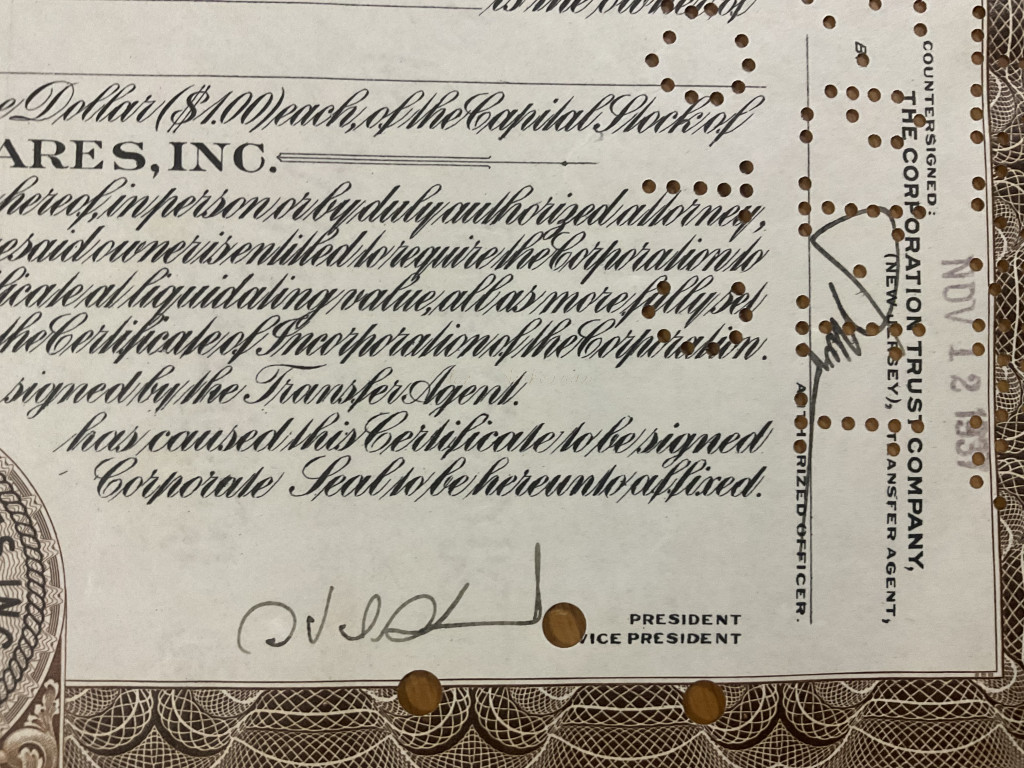 is the owner of
e Dollar ($1.00) each, of the Capital Stock of
ARES, INC.
hereof, in person or by duly authorized attorney,
esaid owner is entitled to require the Corporation to
ficate at liquidating value, all as more fully set
the Certificate of Incorporation of the Corporation.
signed by the Transfer Agent.
has caused this Certificate to be signed
Corporate Seal to be hereunto affixed.
PRESIDENT
VICE PRESIDENT
COUNTERSIGNED:
THE CORPORATION TRUST COMPANY,
(NEW JERSEY), TRANSFER AGENT,
BY
AUTHORIZED OFFICER.
NOV 12 1937
S INC